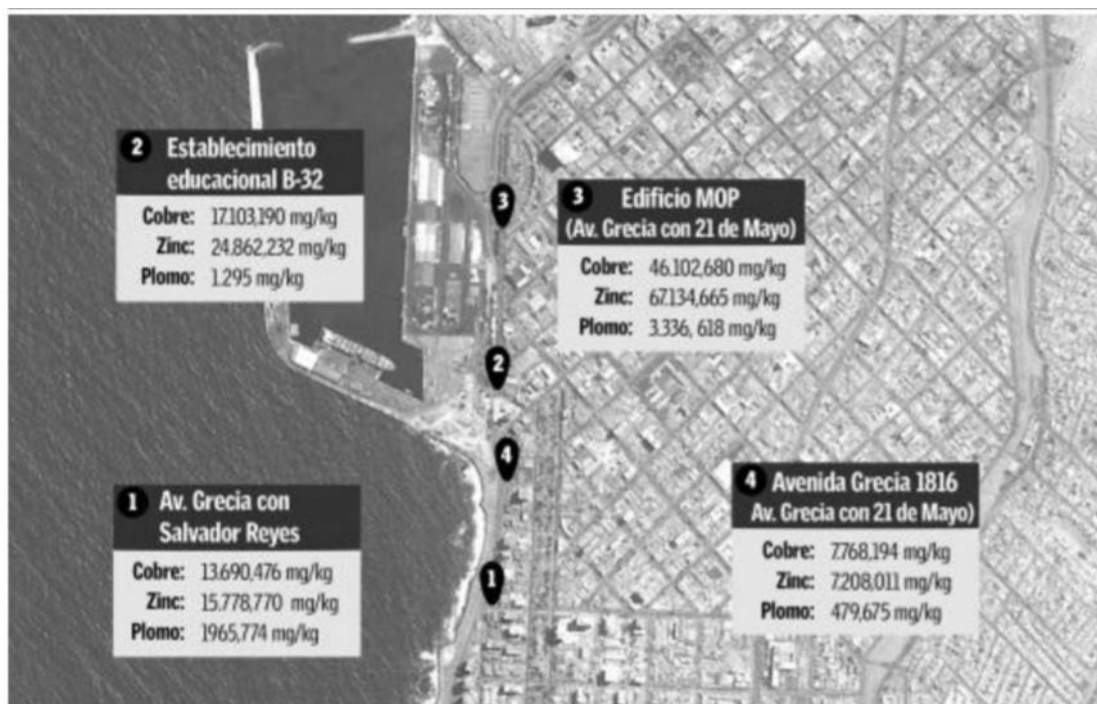 2 Establecimiento
educacional B-32
Cobre: 17.103,190 mg/kg
Zinc: 24.862,232 mg/kg
Plomo: 1.295 mg/kg
3 Edificio MOP
(Av. Grecia con 21 de Mayo)
Cobre: 46.102,680 mg/kg
Zinc: 67.134,665 mg/kg
Plomo: 3.336, 618 mg/kg
3
2
4
1
1 Av. Grecia con
Salvador Reyes
Cobre: 13.690,476 mg/kg
Zinc: 15.778,770 mg/kg
Plomo: 1965,774 mg/kg
4 Avenida Grecia 1816
Av. Grecia con 21 de Mayo)
Cobre: 7.768,194 mg/kg
Zinc: 7.208,011 mg/kg
Plomo: 479,675 mg/kg